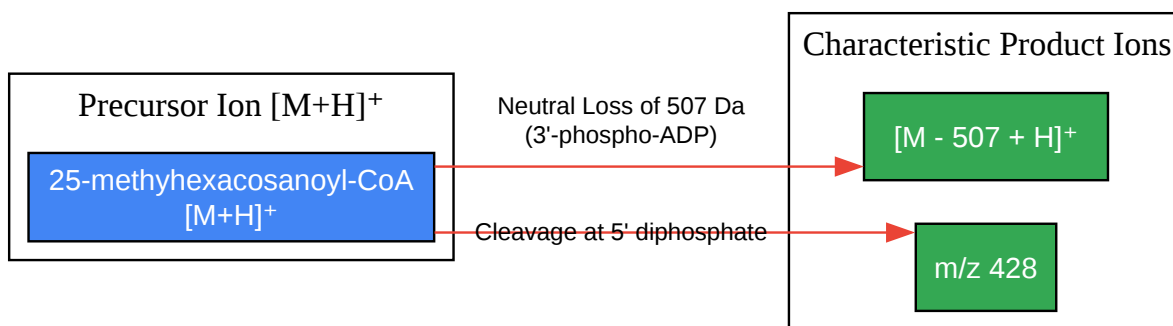 Characteristic Product Ions
Precursor Ion [M+H]⁺
Neutral Loss of 507 Da
(3'-phospho-ADP)
[M - 507 + H]⁺
25-methyhexacosanoyl-CoA
[M+H]⁺
Cleavage at 5' diphosphate
m/z 428